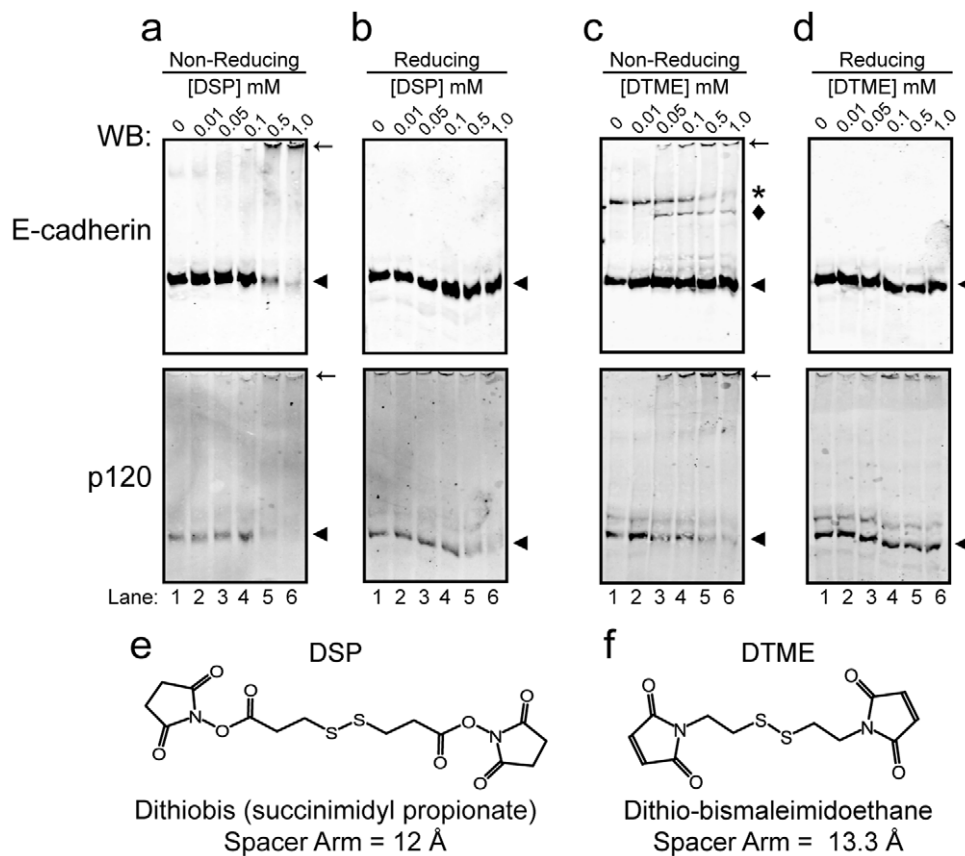 a b c d
Non-Reducing Reducing Non-Reducing Reducing
[DSP] mM [DSP] mM [DTME] mM [DTME] mM
WB: 0 0.01 0.05 0.1 0.5 1.0 0 0.01 0.05 0.1 0.5 1.0 0 0.01 0.05 0.1 0.5 1.0 0 0.01 0.05 0.1 0.5 1.0
←
←
*
♦
E-cadherin
◄ ◄ ◄ ◄
← ←
p120
◄ ◄ ◄ ◄
Lane: 1 2 3 4 5 6 1 2 3 4 5 6 1 2 3 4 5 6 1 2 3 4 5 6
e DSP f DTME
O O O O N O S S O O N O O O N S S N O O
Dithiobis (succinimidyl propionate) Dithio-bismaleimidoethane
Spacer Arm = 12 Å Spacer Arm = 13.3 Å